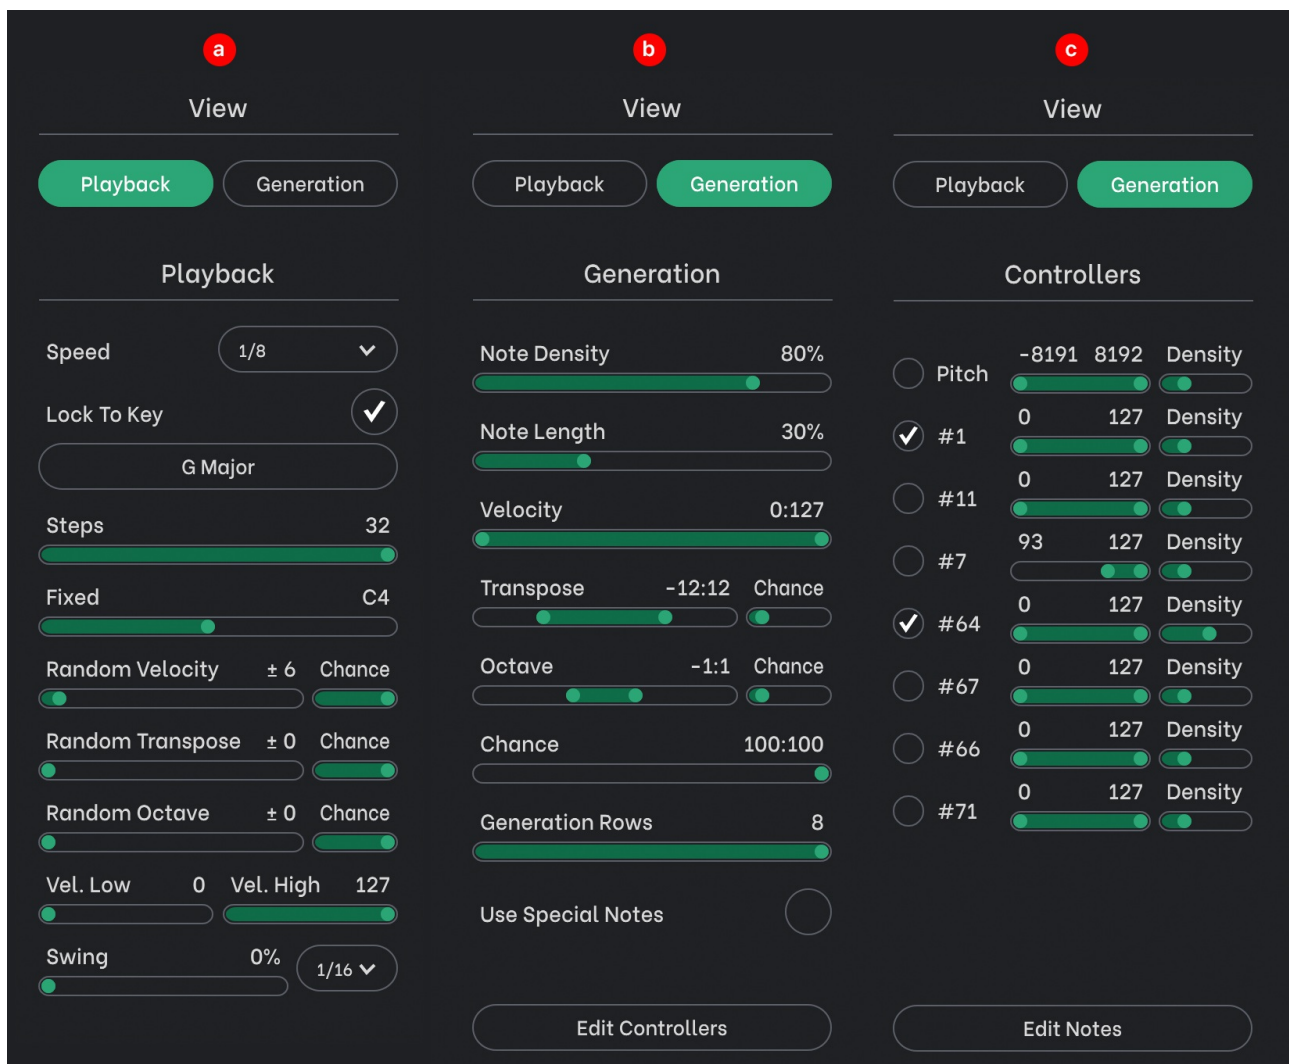 a
View
Playback Generation
Playback
Speed 1/8
Lock To Key
G Major
Steps 32
Fixed C4
Random Velocity ± 6 Chance
Random Transpose ± 0 Chance
Random Octave ± 0 Chance
Vel. Low 0 Vel. High 127
Swing 0% 1/16
b
View
Playback Generation
Generation
Note Density 80%
Note Length 30%
Velocity 0:127
Transpose -12:12 Chance
Octave -1:1 Chance
Chance 100:100
Generation Rows 8
Use Special Notes
Edit Controllers
c
View
Playback Generation
Controllers
Pitch -8191 8192 Density
#1 0 127 Density
#11 0 127 Density
#7 93 127 Density
#64 0 127 Density
#67 0 127 Density
#66 0 127 Density
#71 0 127 Density
Edit Notes